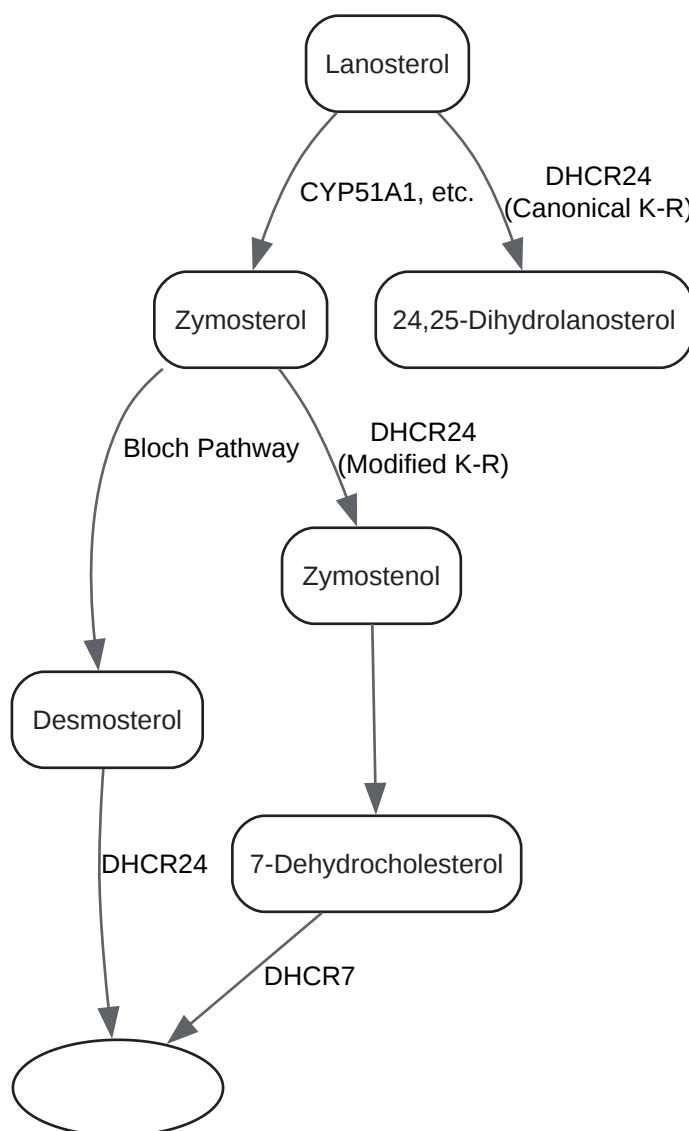 Lanosterol
CYP51A1, etc.
DHCR24
(Canonical K-R)
Zymosterol
24,25-Dihydrolanosterol
Bloch Pathway
DHCR24
(Modified K-R)
Zymostenol
Desmosterol
DHCR24
7-Dehydrocholesterol
DHCR7